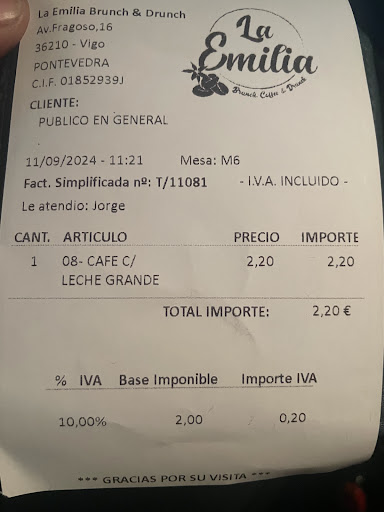 La Emilia Brunch & Drunch
Av.Fragoso,16
36210 - Vigo
PONTEVEDRA
C.I.F. 01852939J
La
Emilia
Brunch, Coffee & Drunch
CLIENTE:
PUBLICO EN GENERAL
11/09/2024 - 11:21 Mesa: M6
Fact. Simplificada nº: T/11081 - I.V.A. INCLUIDO -
Le atendio: Jorge
CANT. ARTICULO PRECIO IMPORTE
1 08- CAFE C/ 2,20 2,20
LECHE GRANDE
TOTAL IMPORTE: 2,20 €
% IVA Base Imponible Importe IVA
10,00% 2,00 0,20
*** GRACIAS POR SU VISITA ***